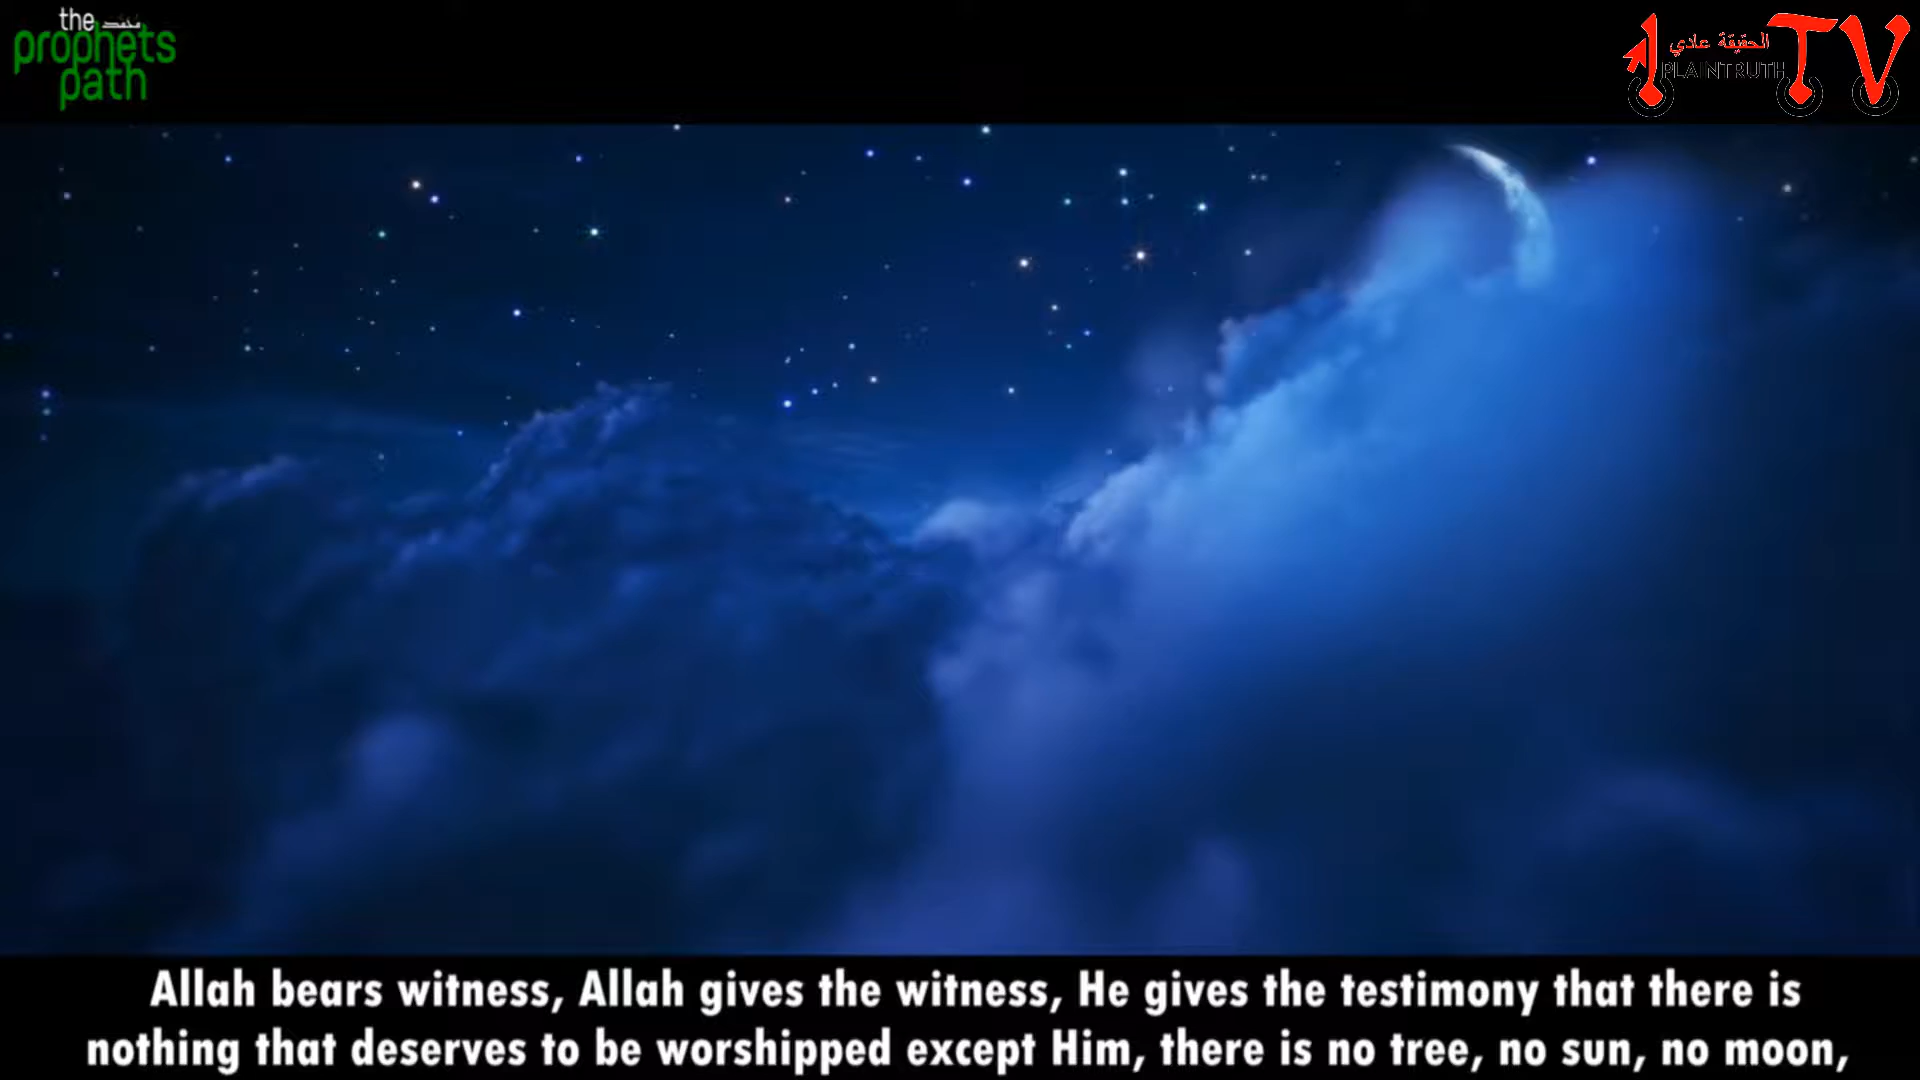 the محمد
prophets
path
الحقيقة عادي
PLAINTRUTH TV
Allah bears witness, Allah gives the witness, He gives the testimony that there is
nothing that deserves to be worshipped except Him, there is no tree, no sun, no moon,